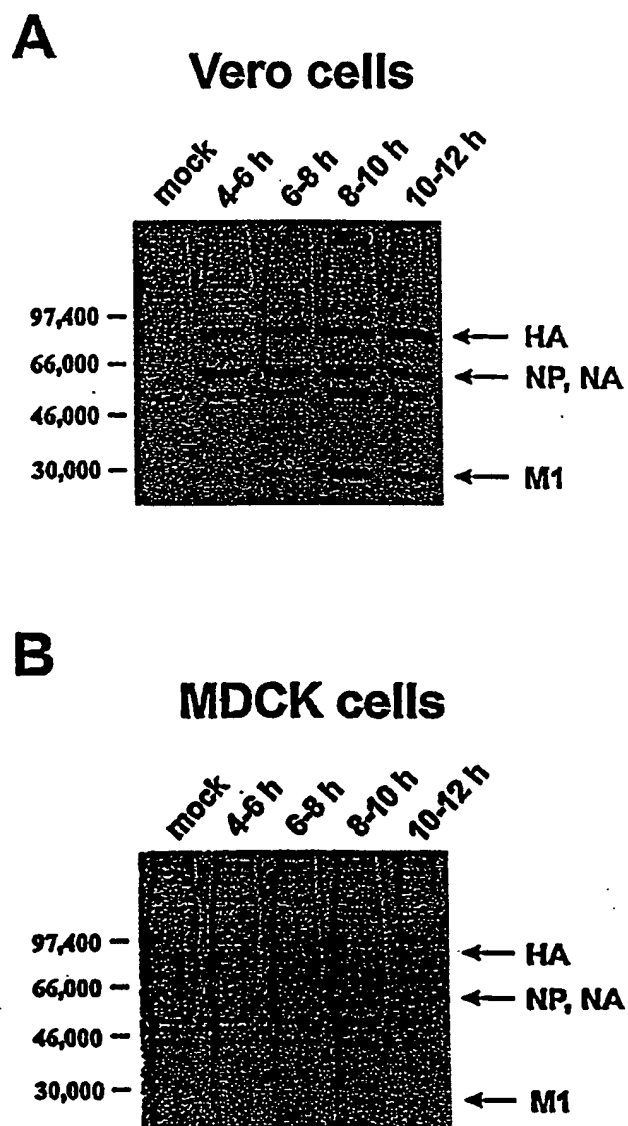 A
Vero cells
mock 4-6 h 6-8 h 8-10 h 10-12 h
97,400
HA
66,000
NP, NA
46,000
30,000
M1
B
MDCK cells
mock 4-6 h 6-8 h 8-10 h 10-12 h
97,400
HA
66,000
NP, NA
46,000
30,000
M1